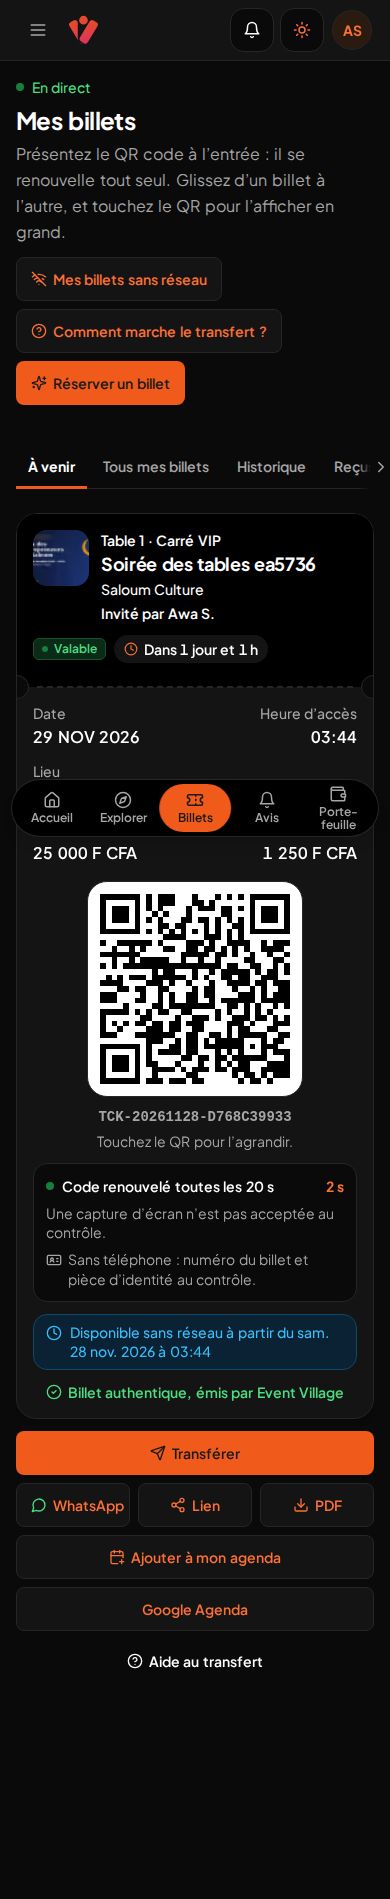 AS
En direct
Mes billets
Présentez le QR code à l’entrée : il se
renouvelle tout seul. Glissez d’un billet à
l’autre, et touchez le QR pour l’afficher en
grand.
Mes billets sans réseau
Comment marche le transfert ?
Réserver un billet
À venir
Tous mes billets
Historique
Reçus
Table 1 · Carré VIP
Soirée des tables ea5736
Saloum Culture
Invité par Awa S.
Valable
Dans 1 jour et 1 h
Date
Heure d’accès
29 NOV 2026
03:44
Lieu
Accueil
Explorer
Billets
Avis
Porte-
feuille
25 000 F CFA
1 250 F CFA
TCK-20261128-D768C39933
Touchez le QR pour l’agrandir.
Code renouvelé toutes les 20 s
2 s
Une capture d’écran n’est pas acceptée au
contrôle.
Sans téléphone : numéro du billet et
pièce d’identité au contrôle.
Disponible sans réseau à partir du sam.
28 nov. 2026 à 03:44
Billet authentique, émis par Event Village
Transférer
WhatsApp
Lien
PDF
Ajouter à mon agenda
Google Agenda
Aide au transfert